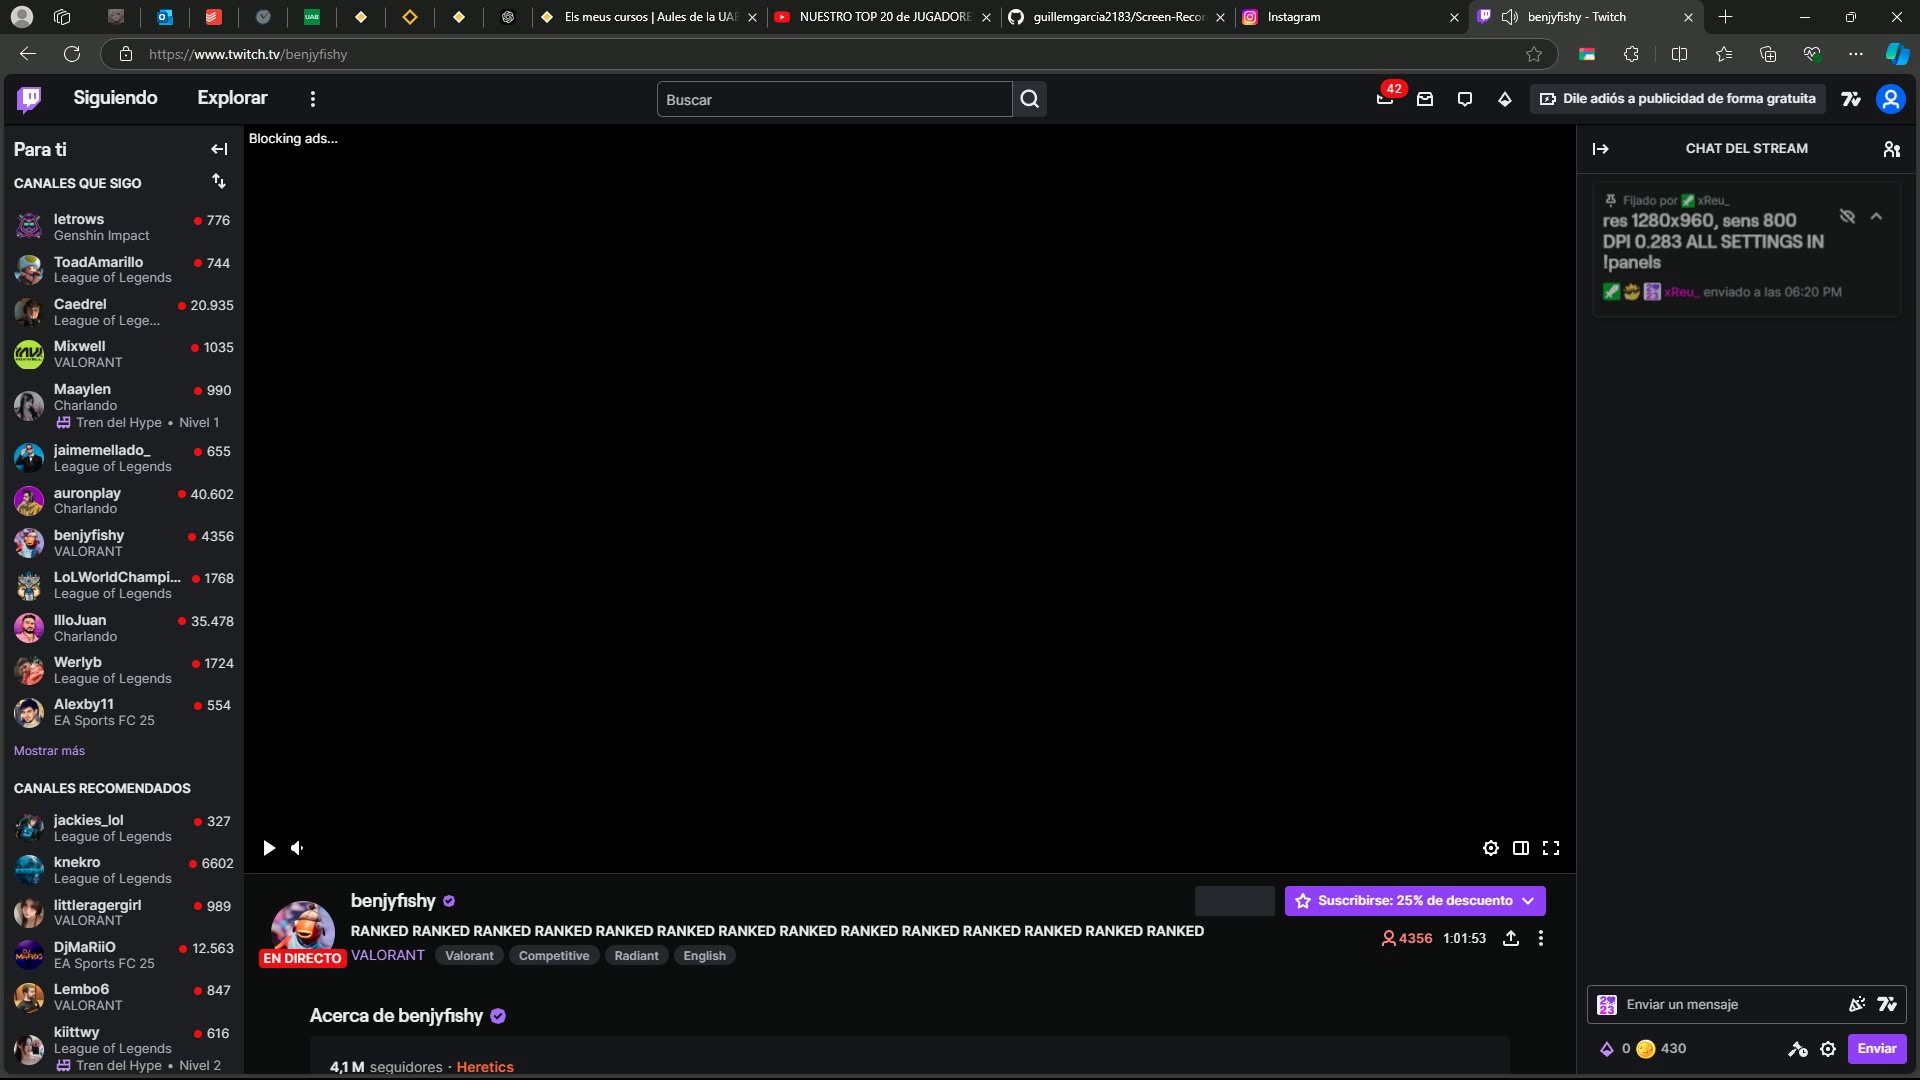 Els meus cursos | Aules de la UAB
NUESTRO TOP 20 de JUGADORE
guillemgarcia2183/Screen-Recor
Instagram
benjyfishy - Twitch
https://www.twitch.tv/benjyfishy
Siguiendo
Explorar
Buscar
42
Dile adiós a publicidad de forma gratuita
Para ti
CANALES QUE SIGO
letrows 776
Genshin Impact
ToadAmarillo 744
League of Legends
Caedrel 20.935
League of Lege...
Mixwell 1035
VALORANT
Maaylen 990
Charlando
Tren del Hype • Nivel 1
jaimemellado_ 655
League of Legends
auronplay 40.602
Charlando
benjyfishy 4356
VALORANT
LoLWorldChampi... 1768
League of Legends
IlloJuan 35.478
Charlando
Werlyb 1724
League of Legends
Alexby11 554
EA Sports FC 25
Mostrar más
CANALES RECOMENDADOS
jackies_lol 327
League of Legends
knekro 6602
League of Legends
littleragergirl 989
VALORANT
DjMaRiiO 12.563
EA Sports FC 25
Lembo6 847
VALORANT
kiittwy 616
League of Legends
Tren del Hype • Nivel 2
Blocking ads...
benjyfishy
Suscribirse: 25% de descuento
RANKED RANKED RANKED RANKED RANKED RANKED RANKED RANKED RANKED RANKED RANKED RANKED RANKED RANKED
4356 1:01:53
EN DIRECTO
VALORANT Valorant Competitive Radiant English
Acerca de benjyfishy
4,1 M seguidores · Heretics
CHAT DEL STREAM
Fijado por xReu_
res 1280x960, sens 800
DPI 0.283 ALL SETTINGS IN
!panels
xReu_ enviado a las 06:20 PM
Enviar un mensaje
0 430
Enviar